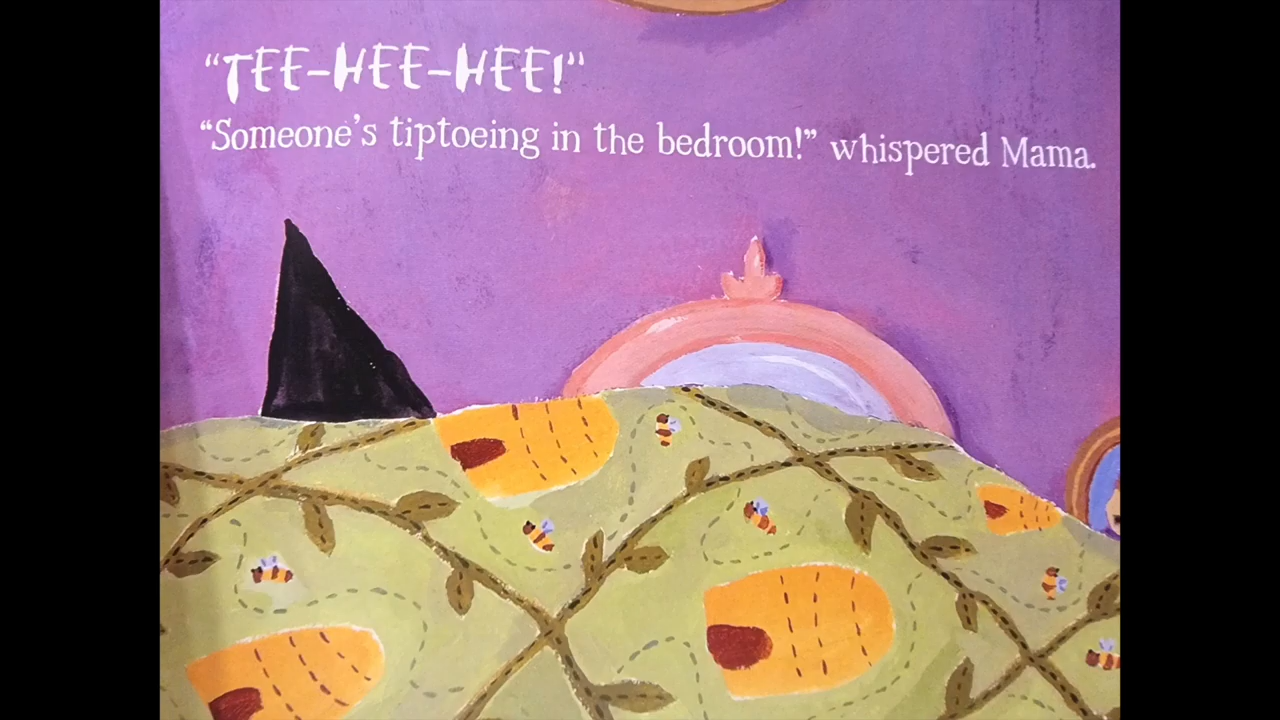 “TEE-HEE-HEE!”
“Someone’s tiptoeing in the bedroom!” whispered Mama.